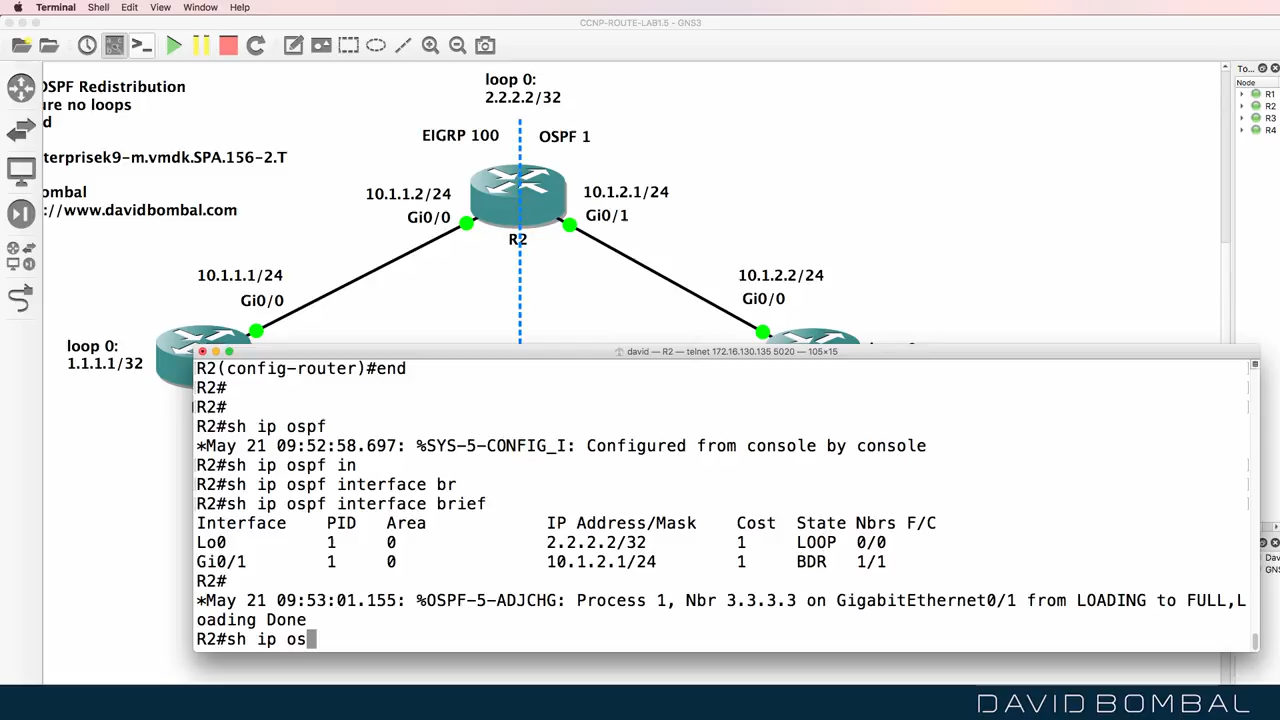 Terminal Shell Edit View Window Help
CCNP-ROUTE-LAB1.5 - GNS3
To...
Node
R1
R2
R3
R4
OSPF Redistribution
ure no loops
d
terprisek9-m.vmdk.SPA.156-2.T
ombal
://www.davidbombal.com
loop 0:
2.2.2.2/32
EIGRP 100
OSPF 1
10.1.1.2/24
Gi0/0
10.1.2.1/24
Gi0/1
R2
10.1.1.1/24
Gi0/0
10.1.2.2/24
Gi0/0
loop 0:
1.1.1.1/32
david — R2 — telnet 172.16.130.135 5020 — 105×15
R2(config-router)#end
R2#
R2#
R2#sh ip ospf
*May 21 09:52:58.697: %SYS-5-CONFIG_I: Configured from console by console
R2#sh ip ospf in
R2#sh ip ospf interface br
R2#sh ip ospf interface brief
Interface PID Area IP Address/Mask Cost State Nbrs F/C
Lo0 1 0 2.2.2.2/32 1 LOOP 0/0
Gi0/1 1 0 10.1.2.1/24 1 BDR 1/1
R2#
*May 21 09:53:01.155: %OSPF-5-ADJCHG: Process 1, Nbr 3.3.3.3 on GigabitEthernet0/1 from LOADING to FULL,L
oading Done
R2#sh ip os
Dav
GNS
DAVID BOMBAL